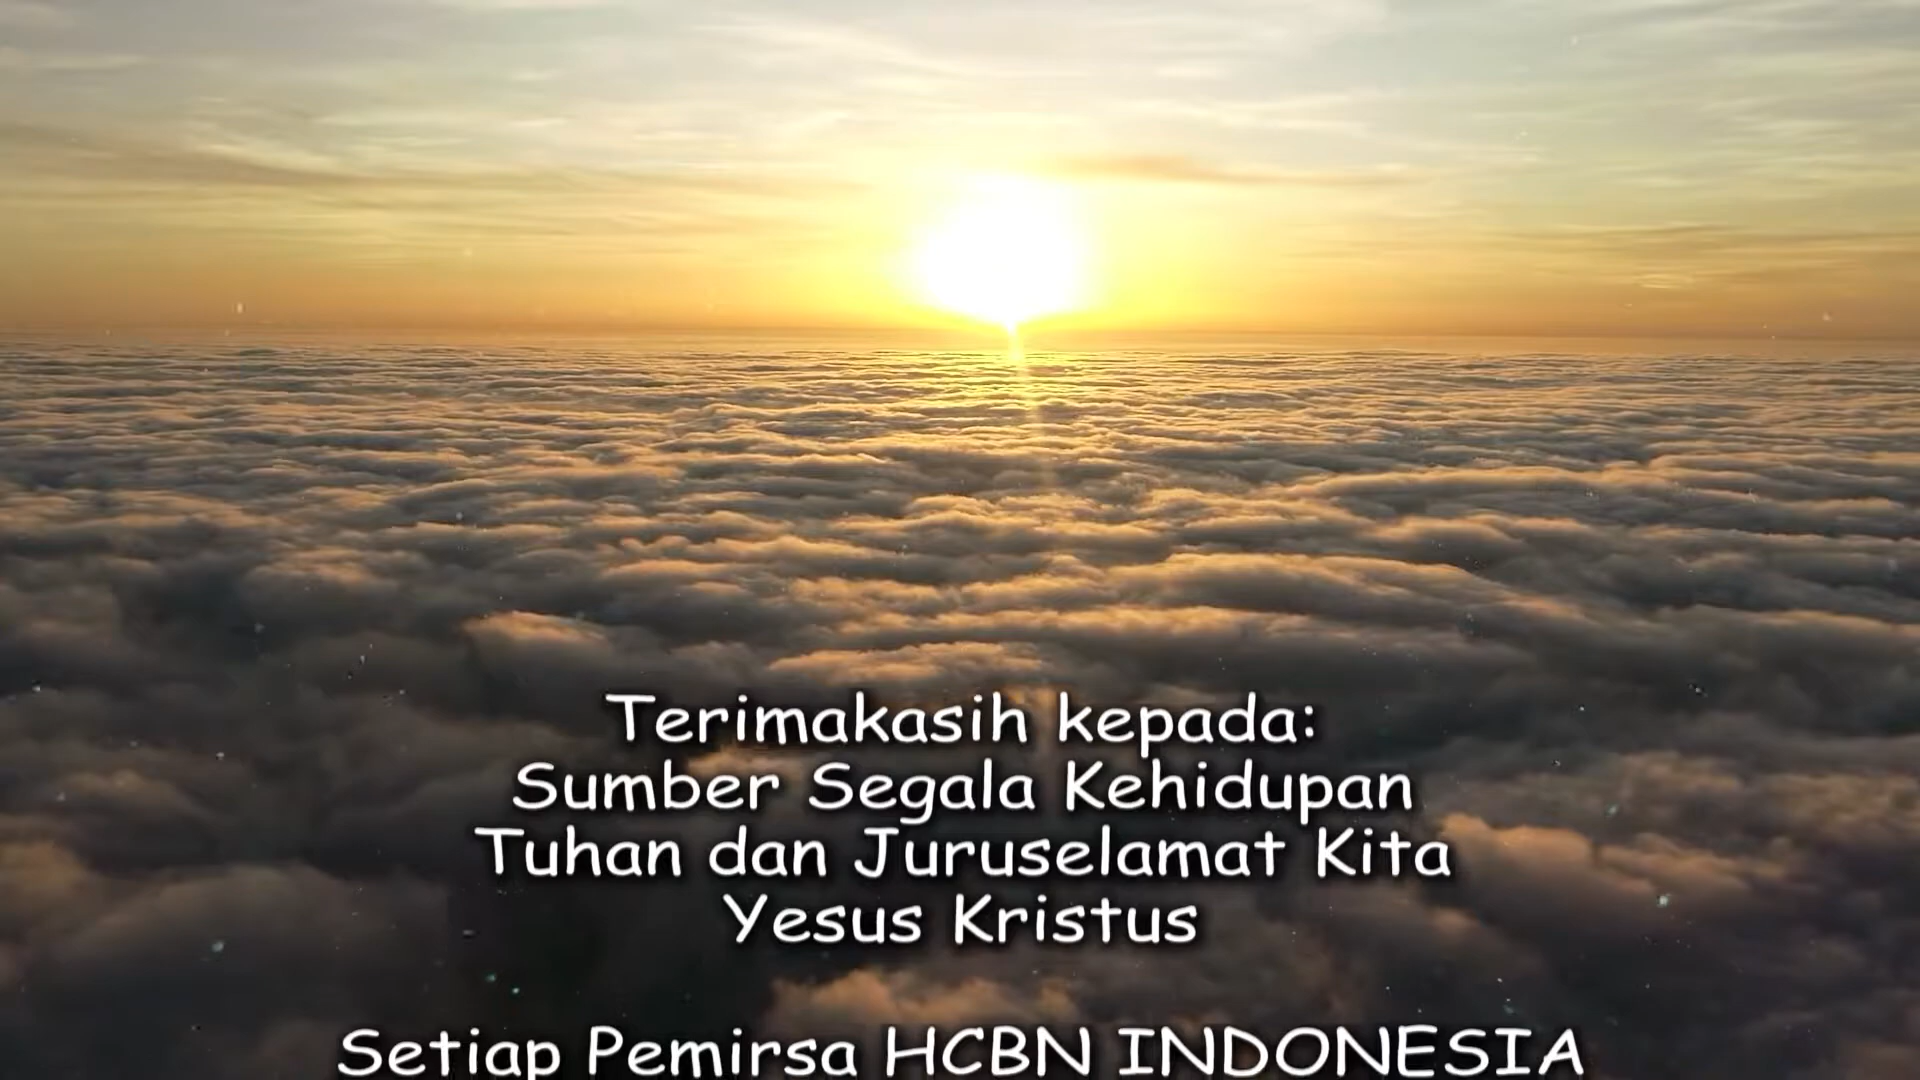 Terimakasih kepada:
Sumber Segala Kehidupan
Tuhan dan Juruselamat Kita
Yesus Kristus
Setiap Pemirsa HCBN INDONESIA